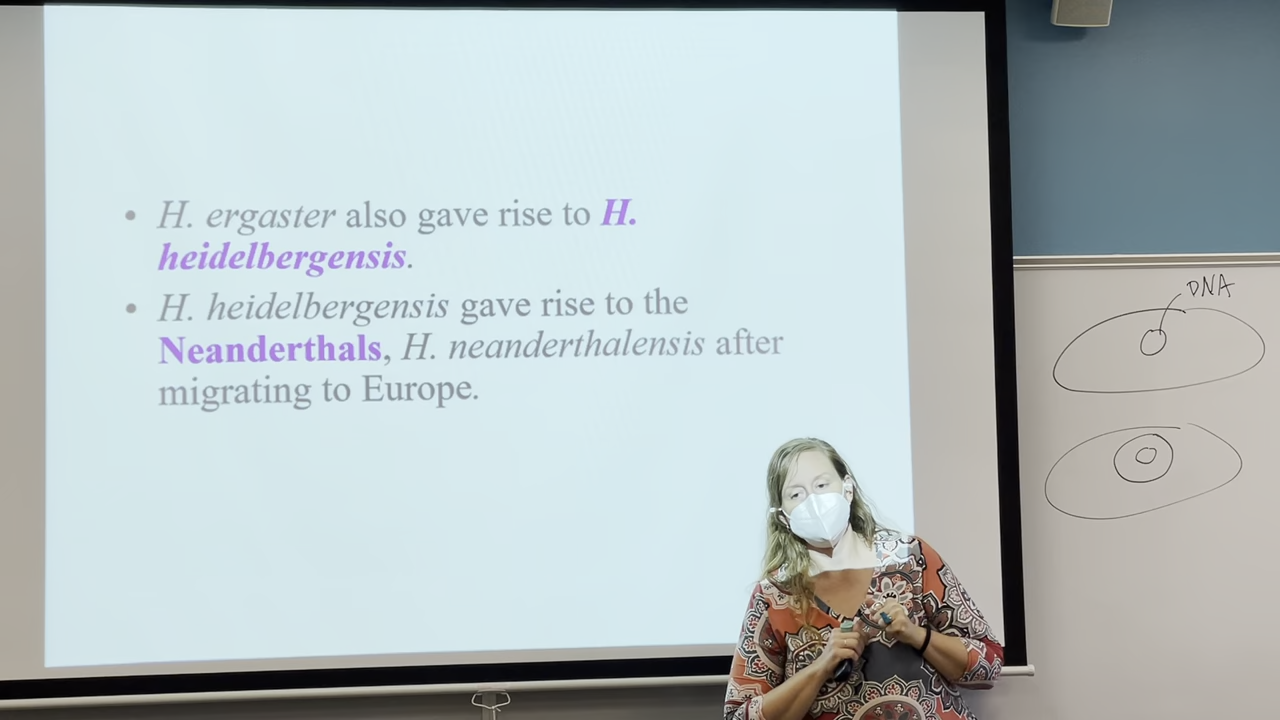 • H. ergaster also gave rise to H.
heidelbergensis.
• H. heidelbergensis gave rise to the
Neanderthals, H. neanderthalensis after
migrating to Europe.
DNA